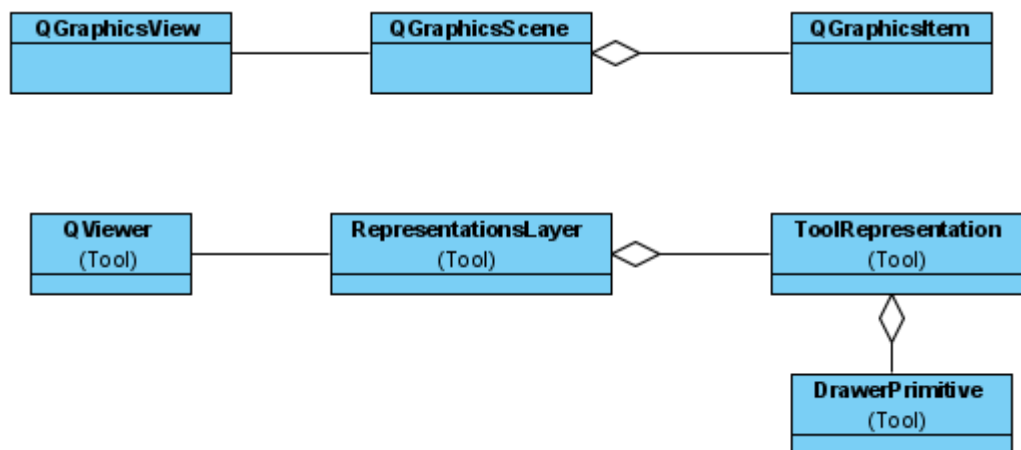 QGraphicsView
QGraphicsScene
QGraphicsItem
QViewer
(Tool)
RepresentationsLayer
(Tool)
ToolRepresentation
(Tool)
DrawerPrimitive
(Tool)